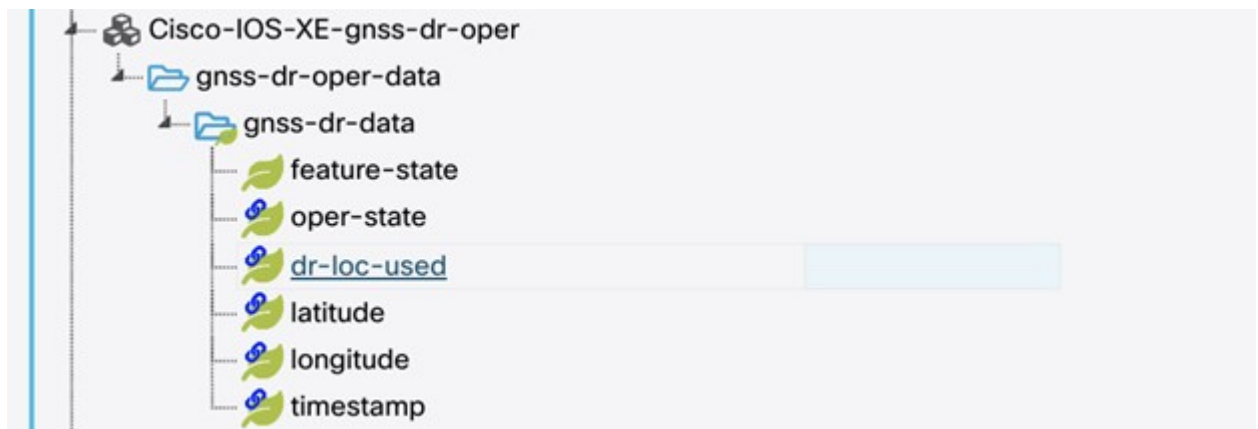 Cisco-IOS-XE-gnss-dr-oper
gnss-dr-oper-data
gnss-dr-data
feature-state
oper-state
dr-loc-used
latitude
longitude
timestamp